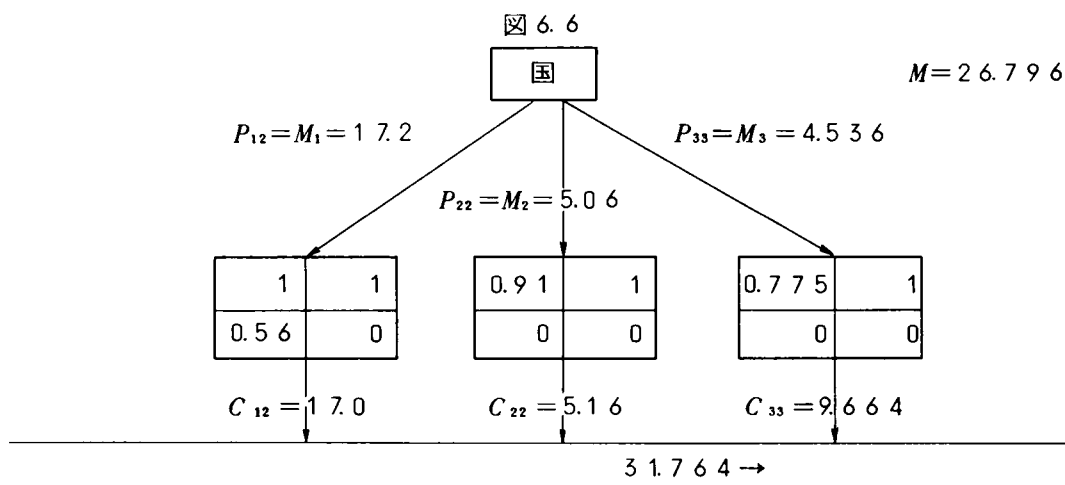 図 6.6
国
M=26.796
P₁₂=M₁=17.2
P₃₃=M₃=4.536
P₂₂=M₂=5.06
1 1
0.56 0
0.91 1
0 0
0.775 1
0 0
C₁₂=17.0
C₂₂=5.16
C₃₃=9.664
31.764→